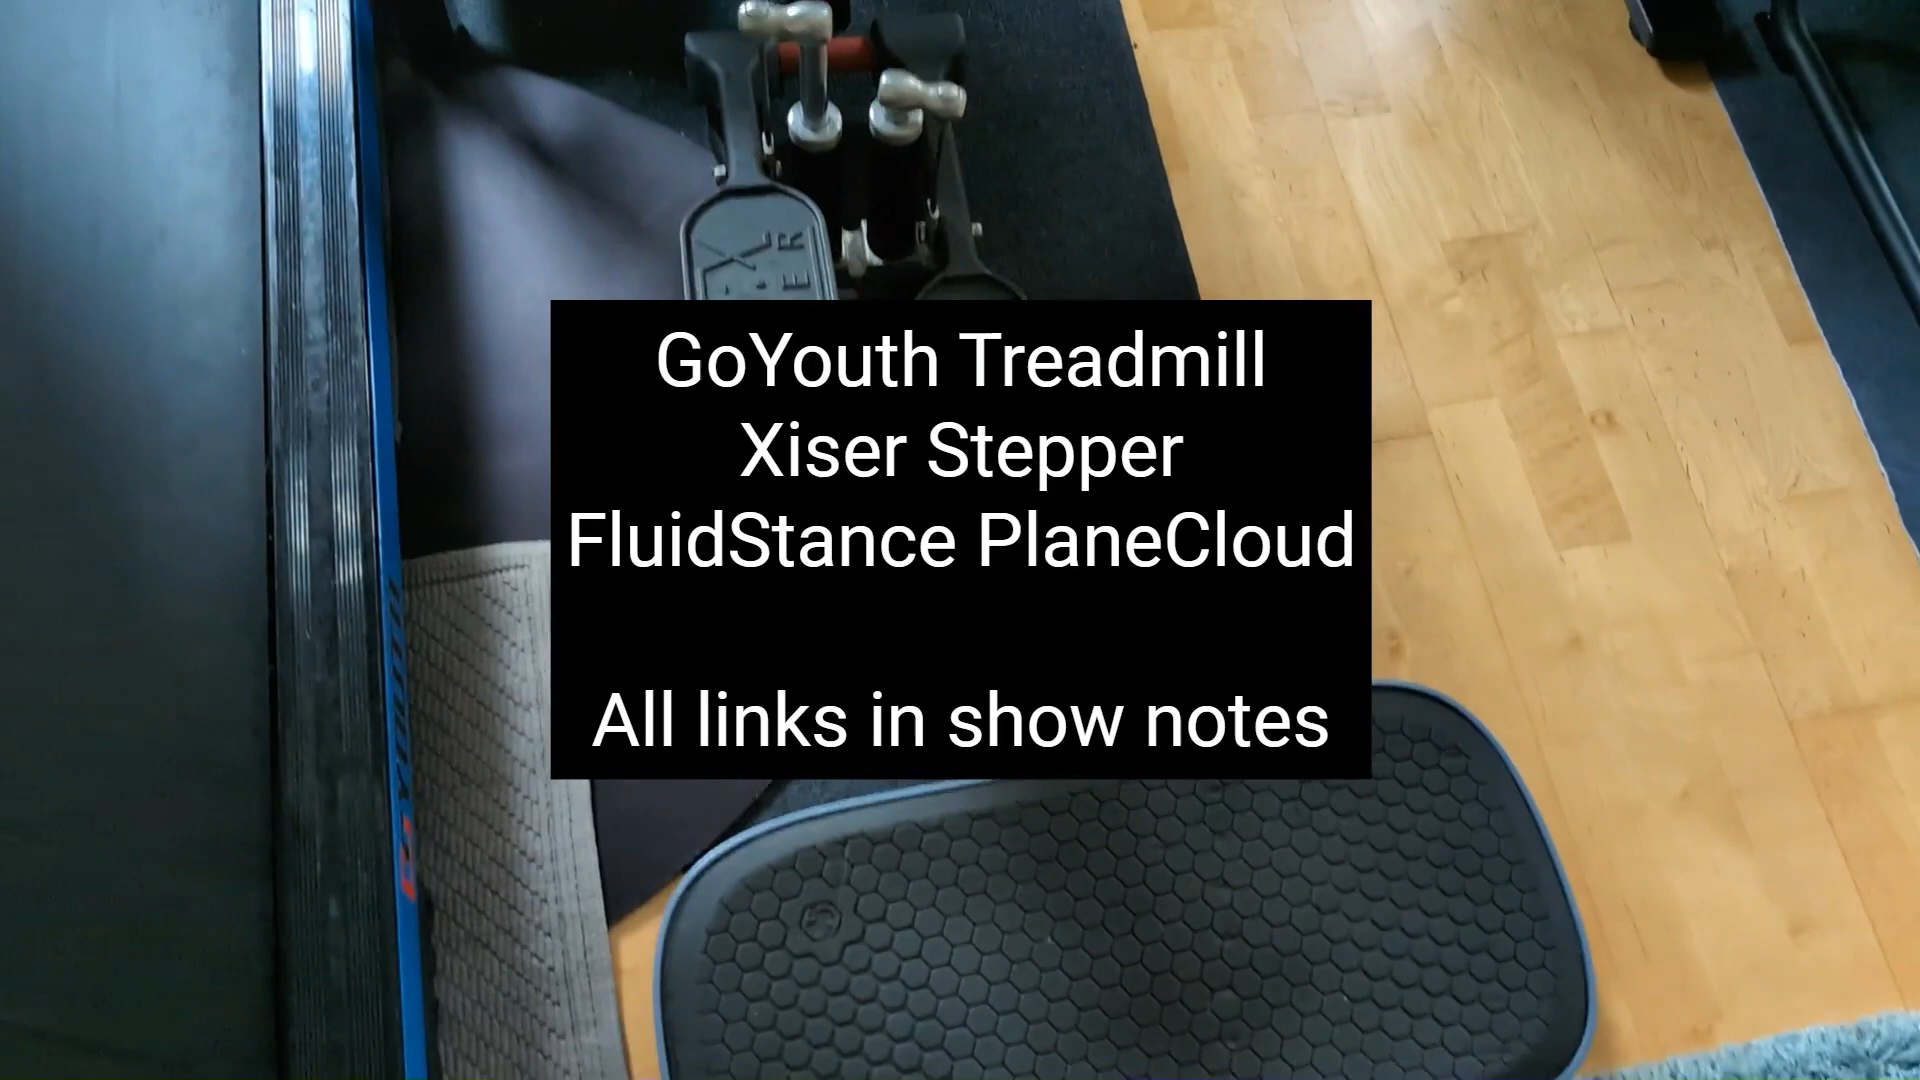 GoYouth Treadmill
Xiser Stepper
FluidStance PlaneCloud
All links in show notes